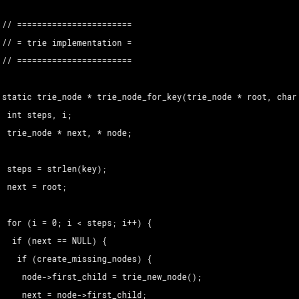 // ========================
// = trie implementation =
// ========================
static trie_node * trie_node_for_key(trie_node * root, char
int steps, i;
trie_node * next, * node;
steps = strlen(key);
next = root;
for (i = 0; i < steps; i++) {
if (next == NULL) {
if (create_missing_nodes) {
node->first_child = trie_new_node();
next = node->first_child;